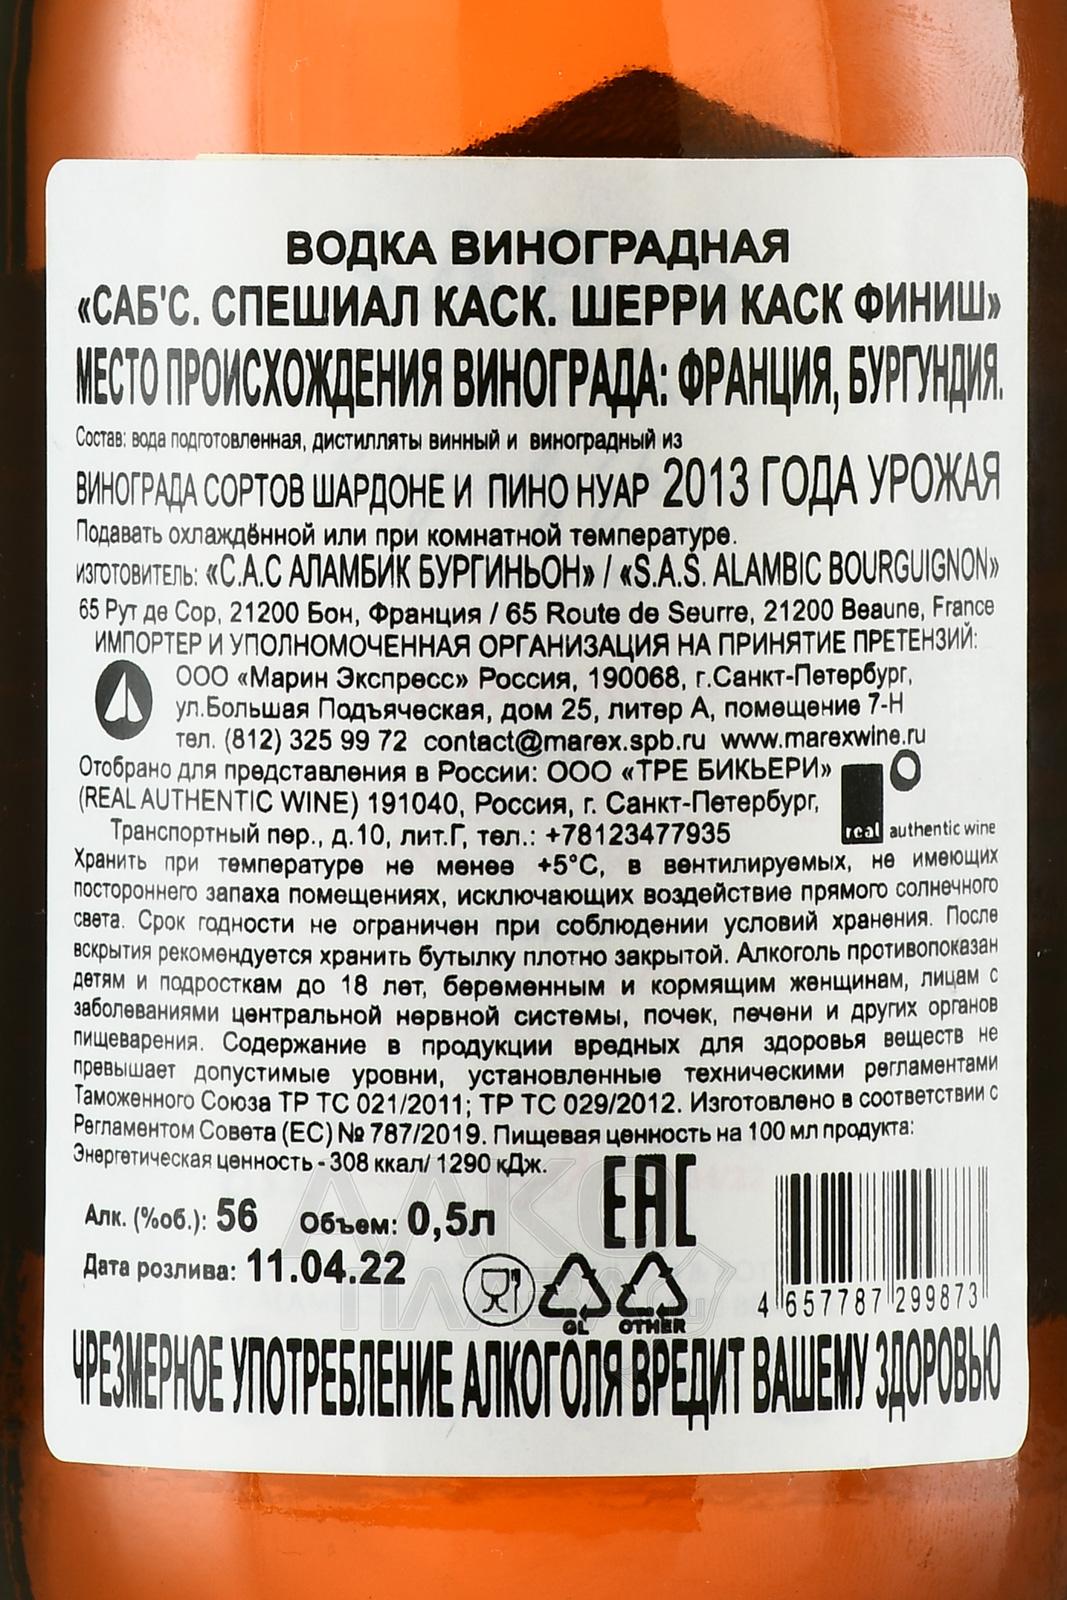 ВОДКА ВИНОГРАДНАЯ
«САБ'С. СПЕШИАЛ КАСК. ШЕРРИ КАСК ФИНИШ»
МЕСТО ПРОИСХОЖДЕНИЯ ВИНОГРАДА: ФРАНЦИЯ, БУРГУНДИЯ.
Состав: вода подготовленная, дистилляты винный и виноградный из
ВИНОГРАДА СОРТОВ ШАРДОНЕ И ПИНО НУАР 2013 ГОДА УРОЖАЯ
Подавать охлаждённой или при комнатной температуре.
ИЗГОТОВИТЕЛЬ: «С.А.С АЛАМБИК БУРГИНЬОН» / «S.A.S. ALAMBIC BOURGUIGNON»
65 Рут де Сор, 21200 Бон, Франция / 65 Route de Seurre, 21200 Beaune, France
ИМПОРТЕР И УПОЛНОМОЧЕННАЯ ОРГАНИЗАЦИЯ НА ПРИНЯТИЕ ПРЕТЕНЗИЙ:
ООО «Марин Экспресс» Россия, 190068, г.Санкт-Петербург,
ул.Большая Подъяческая, дом 25, литер А, помещение 7-Н
тел. (812) 325 99 72 contact@marex.spb.ru www.marexwine.ru
Отобрано для представления в России: ООО «ТРЕ БИКЬЕРИ»
(REAL AUTHENTIC WINE) 191040, Россия, г. Санкт-Петербург,
Транспортный пер., д.10, лит.Г, тел.: +78123477935
real authentic wine
Хранить при температуре не менее +5°С, в вентилируемых, не имеющих
постороннего запаха помещениях, исключающих воздействие прямого солнечного
света. Срок годности не ограничен при соблюдении условий хранения. После
вскрытия рекомендуется хранить бутылку плотно закрытой. Алкоголь противопоказан
детям и подросткам до 18 лет, беременным и кормящим женщинам, лицам с
заболеваниями центральной нервной системы, почек, печени и других органов
пищеварения. Содержание в продукции вредных для здоровья веществ не
превышает допустимые уровни, установленные техническими регламентами
Таможенного Союза ТР ТС 021/2011; ТР ТС 029/2012. Изготовлено в соответствии с
Регламентом Совета (ЕС) № 787/2019. Пищевая ценность на 100 мл продукта:
Энергетическая ценность - 308 ккал/ 1290 кДж.
Алк. (%об.): 56 Объем: 0,5л
EAC
Дата розлива: 11.04.22
GL OTHER
4 657787 299873
ЧРЕЗМЕРНОЕ УПОТРЕБЛЕНИЕ АЛКОГОЛЯ ВРЕДИТ ВАШЕМУ ЗДОРОВЬЮ